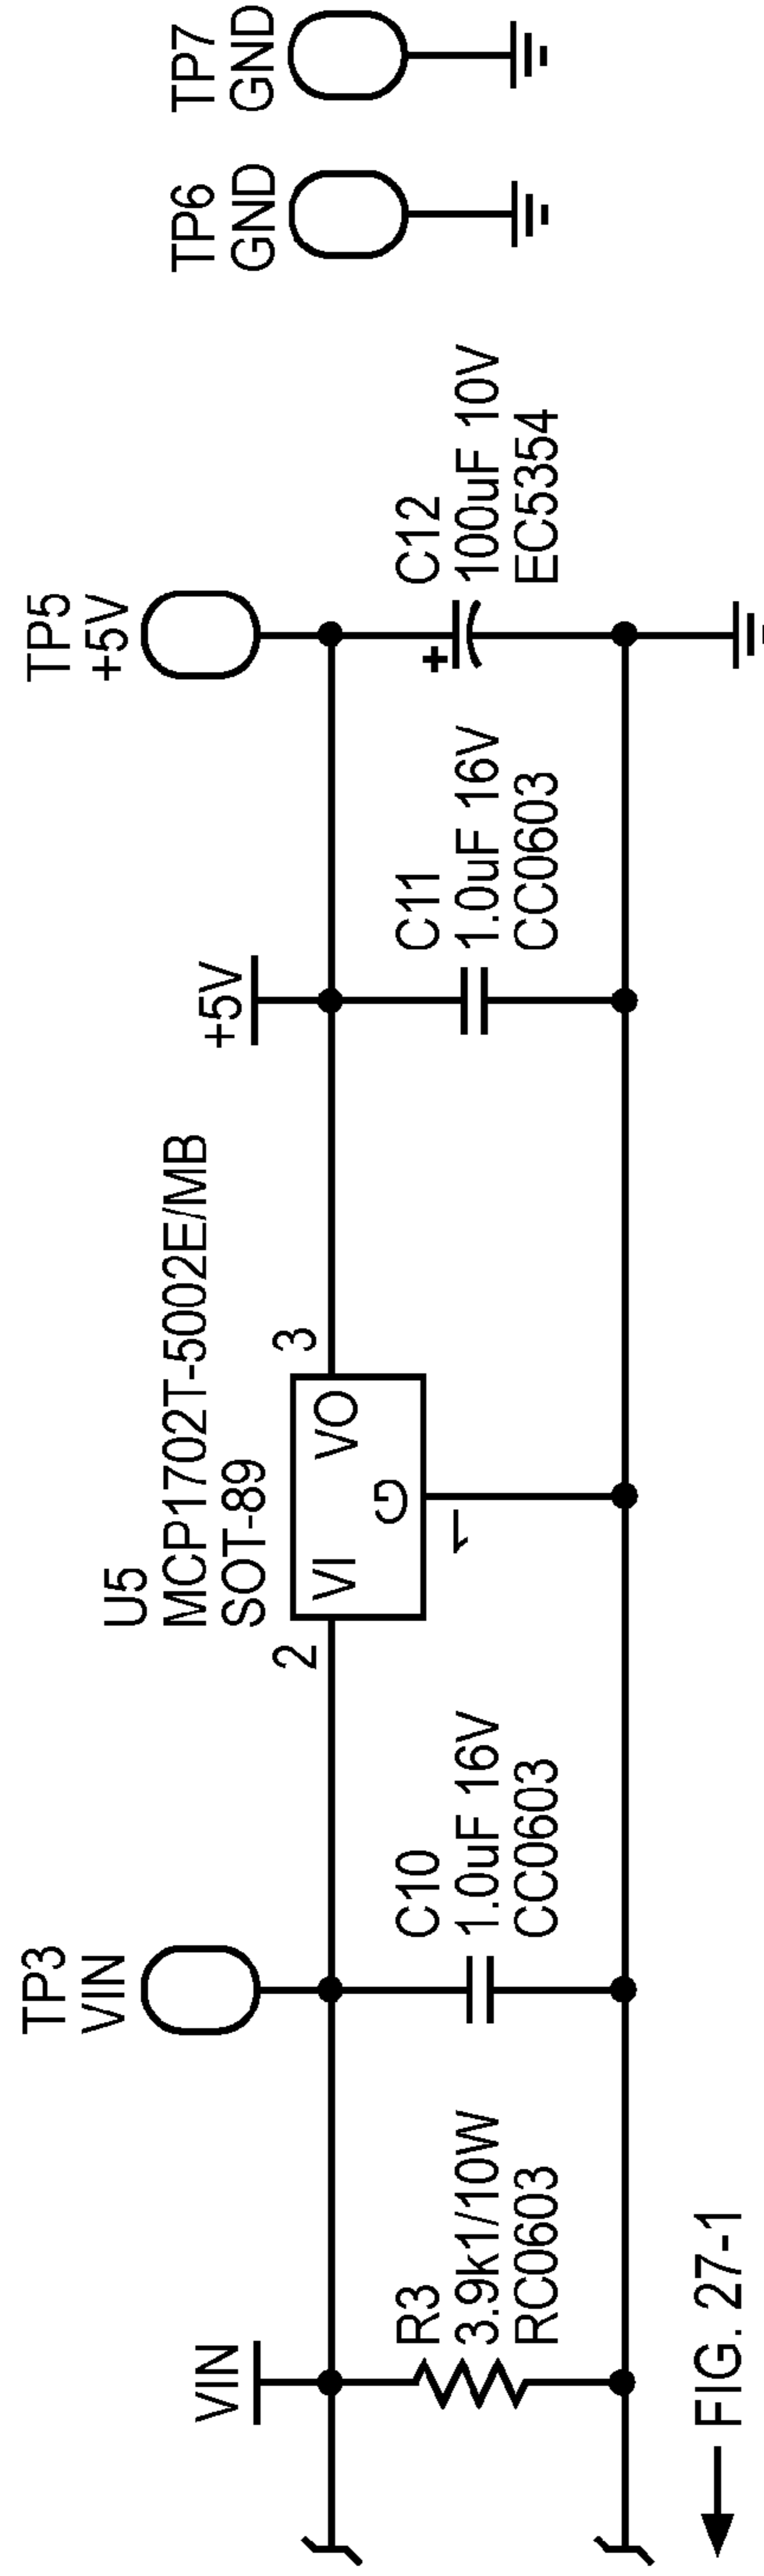 VIN
R3
3.9k1/10W
RC0603
TP3
VIN
C10
1.0uF 16V
CC0603
U5
MCP1702T-5002E/MB
SOT-89
2
VI
VO
G
3
1
+5V
C11
1.0uF 16V
CC0603
TP5
+5V
+
C12
100uF 10V
EC5354
TP6
GND
TP7
GND
FIG. 27-1